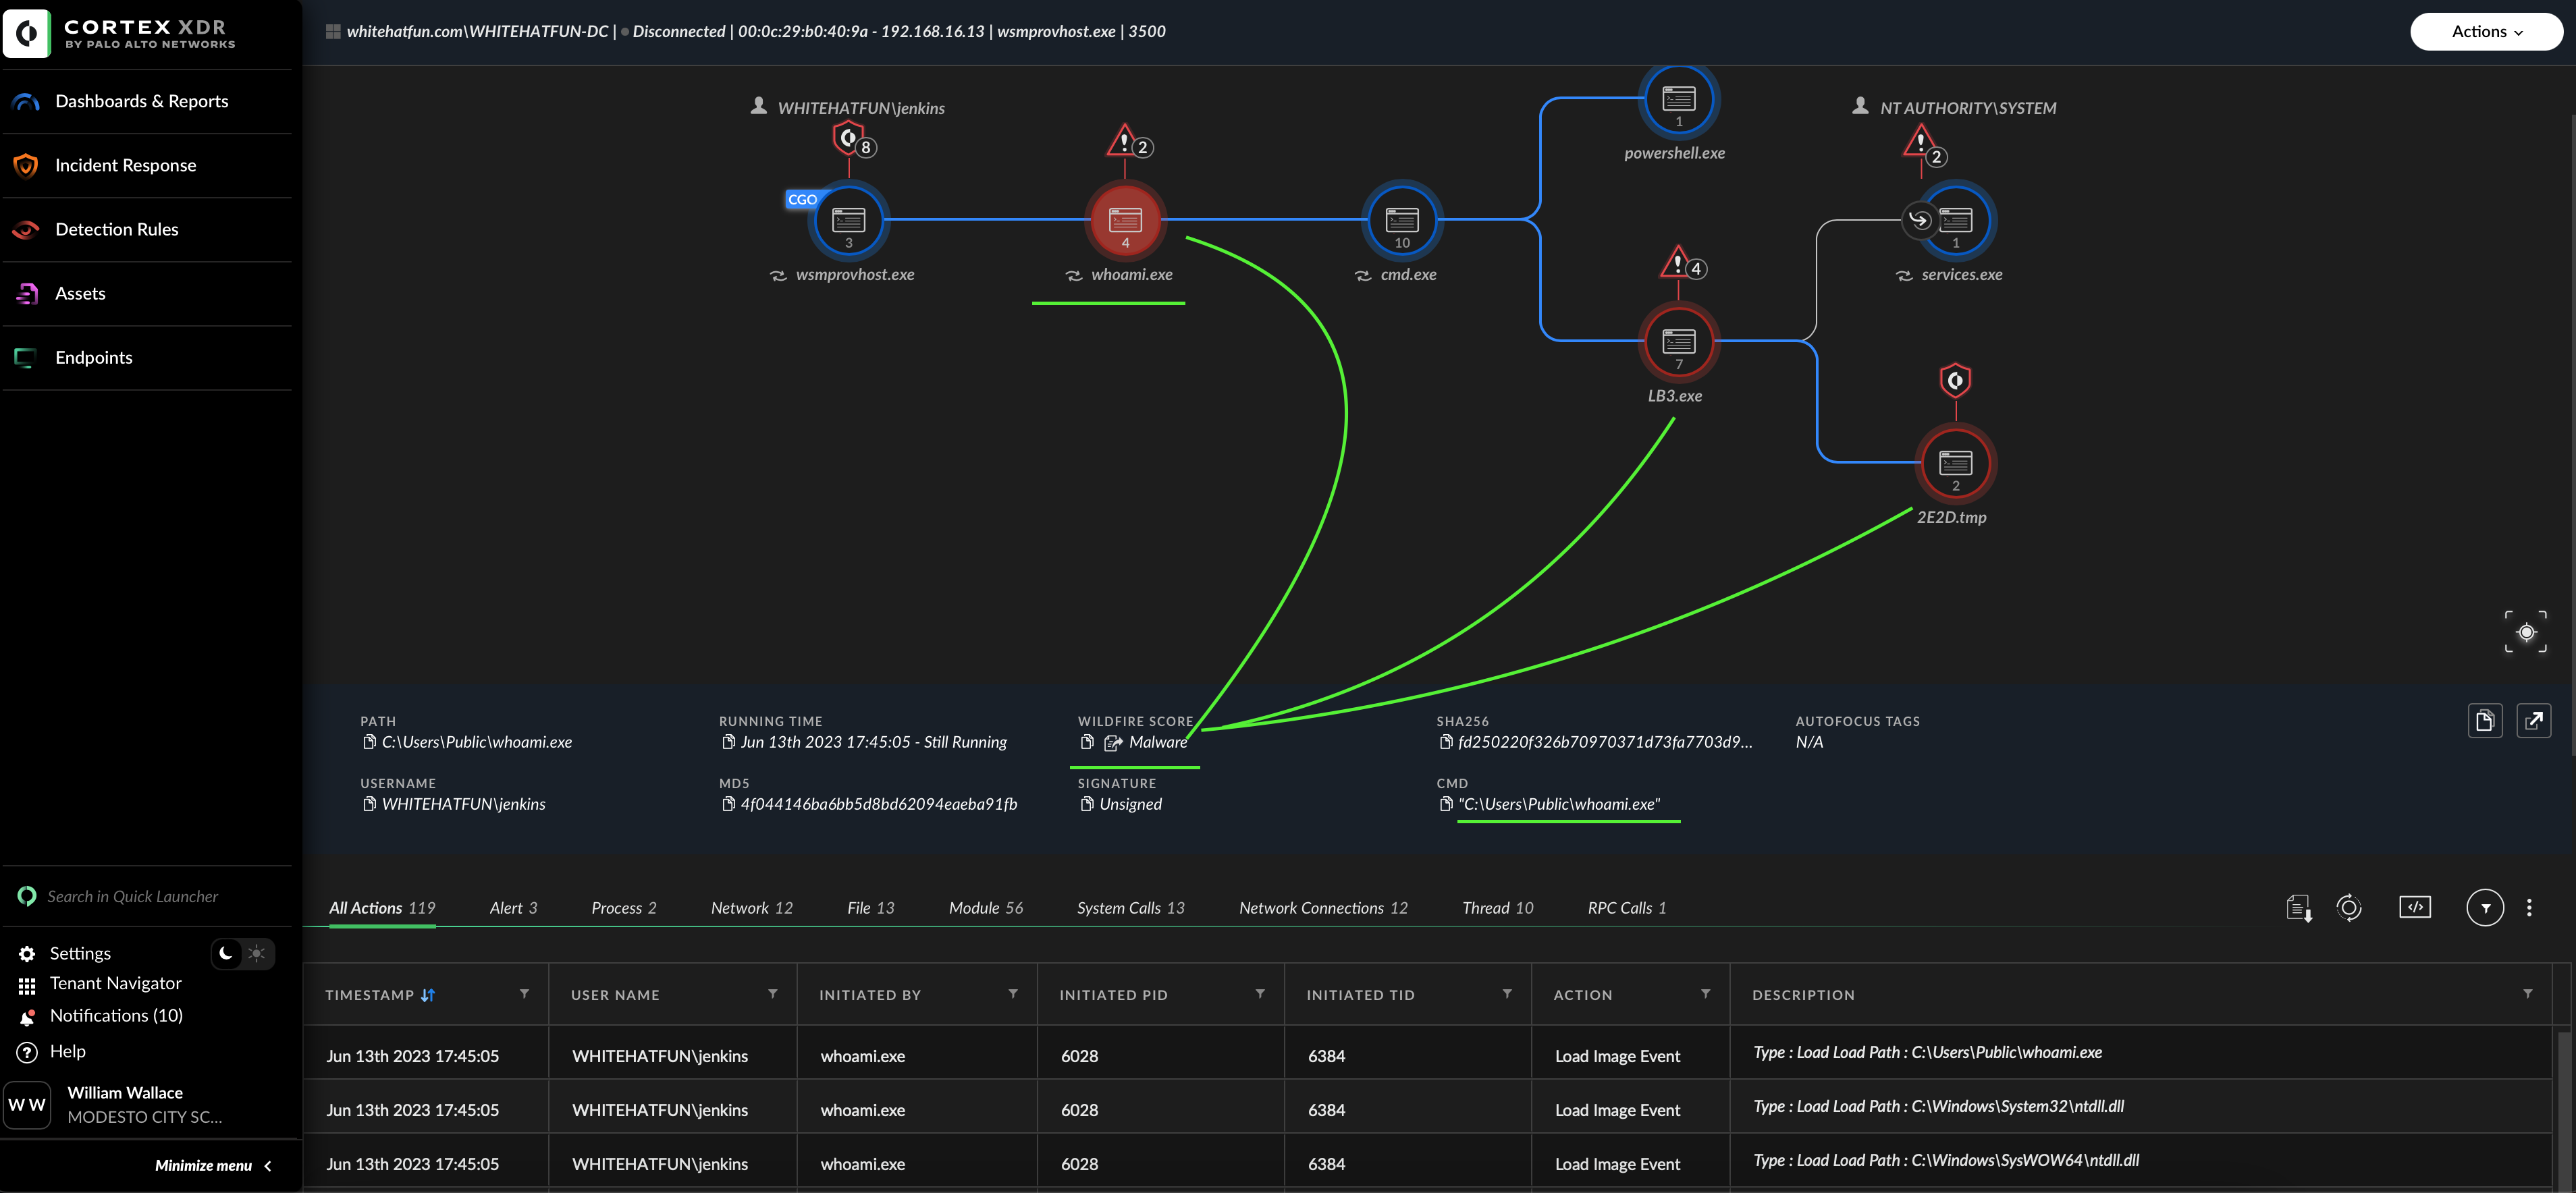 CORTEX XDR
BY PALO ALTO NETWORKS
Dashboards & Reports
Incident Response
Detection Rules
Assets
Endpoints
Search in Quick Launcher
Settings
Tenant Navigator
Notifications (10)
Help
W W
William Wallace
MODESTO CITY SC...
Minimize menu
whitehatfun.com\WHITEHATFUN-DC | Disconnected | 00:0c:29:b0:40:9a - 192.168.16.13 | wsmprovhost.exe | 3500
Actions
WHITEHATFUN\jenkins
8
CGO
3
wsmprovhost.exe
2
4
whoami.exe
10
cmd.exe
1
powershell.exe
4
7
LB3.exe
NT AUTHORITY\SYSTEM
2
1
services.exe
2
2E2D.tmp
PATH
C:\Users\Public\whoami.exe
RUNNING TIME
Jun 13th 2023 17:45:05 - Still Running
WILDFIRE SCORE
Malware
SHA256
fd250220f326b70970371d73fa7703d9...
AUTOFOCUS TAGS
N/A
USERNAME
WHITEHATFUN\jenkins
MD5
4f044146ba6bb5d8bd62094eaeba91fb
SIGNATURE
Unsigned
CMD
"C:\Users\Public\whoami.exe"
All Actions 119 Alert 3 Process 2 Network 12 File 13 Module 56 System Calls 13 Network Connections 12 Thread 10 RPC Calls 1
TIMESTAMP USER NAME INITIATED BY INITIATED PID INITIATED TID ACTION DESCRIPTION
Jun 13th 2023 17:45:05 WHITEHATFUN\jenkins whoami.exe 6028 6384 Load Image Event Type : Load Load Path : C:\Users\Public\whoami.exe
Jun 13th 2023 17:45:05 WHITEHATFUN\jenkins whoami.exe 6028 6384 Load Image Event Type : Load Load Path : C:\Windows\System32\ntdll.dll
Jun 13th 2023 17:45:05 WHITEHATFUN\jenkins whoami.exe 6028 6384 Load Image Event Type : Load Load Path : C:\Windows\SysWOW64\ntdll.dll